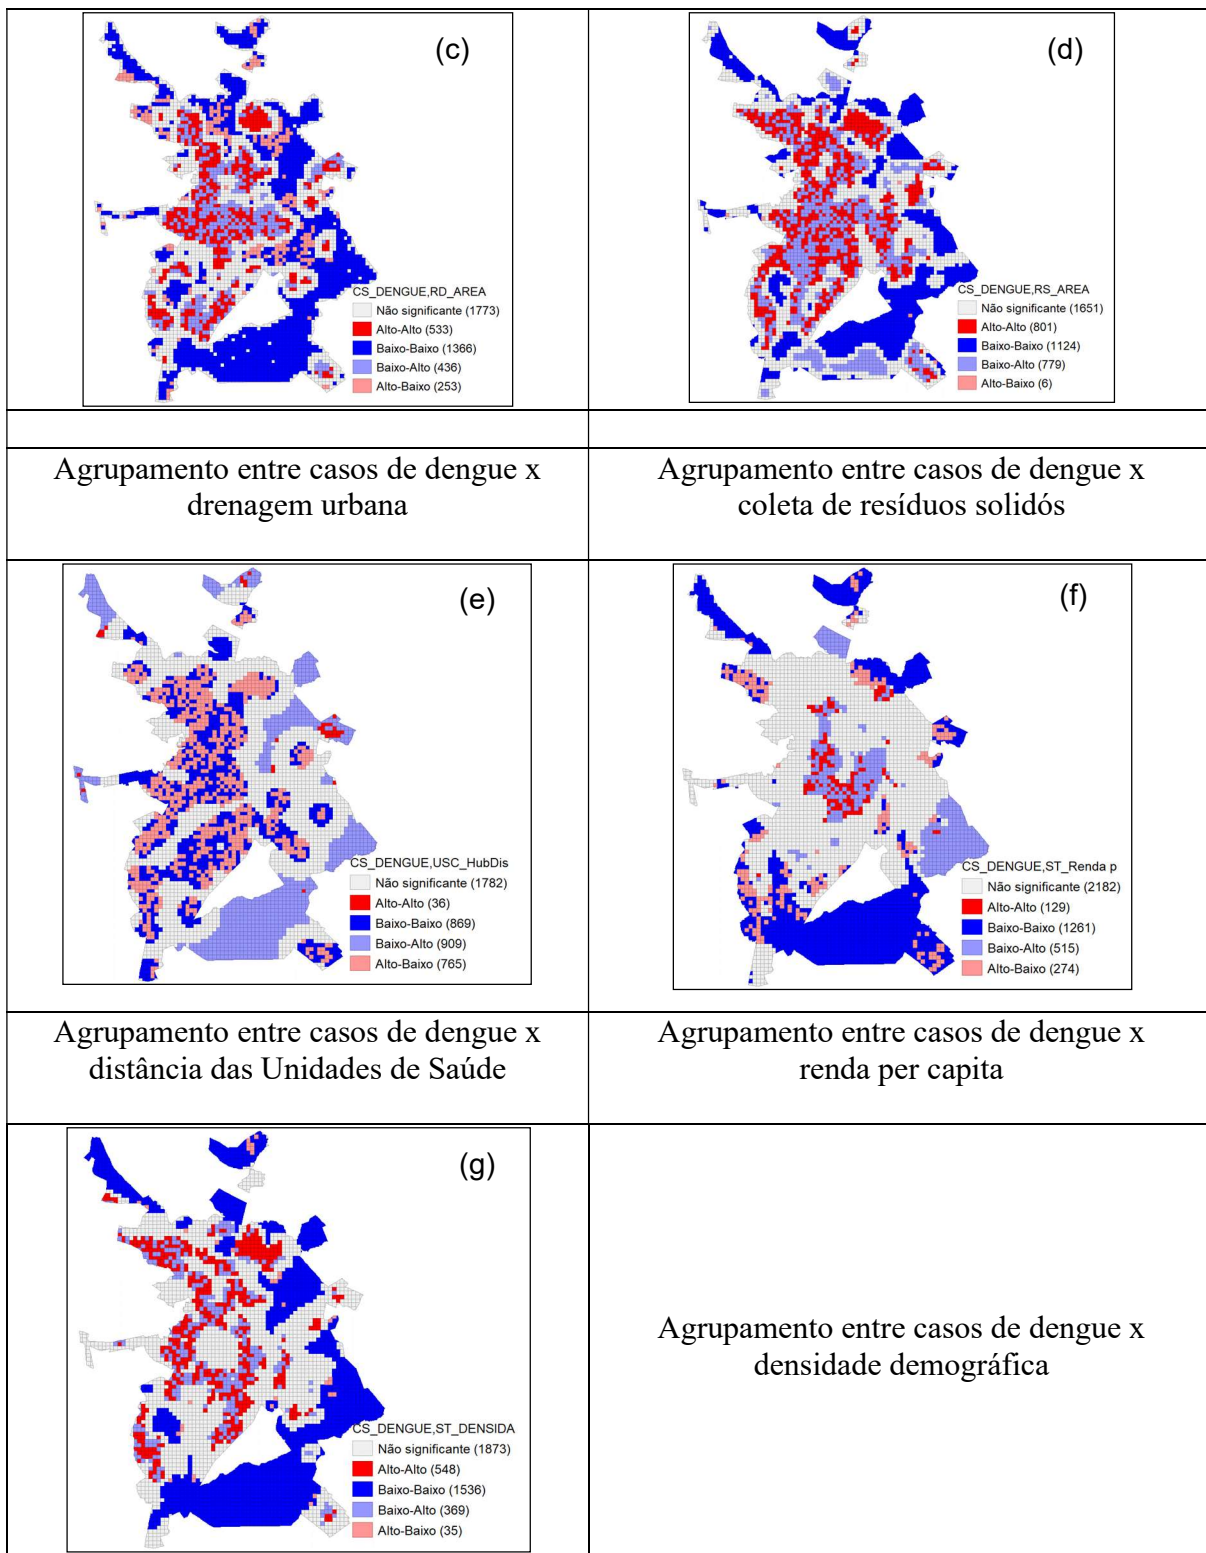 (c)
CS_DENGUE,RD_AREA
Não significante (1773)
Alto-Alto (533)
Baixo-Baixo (1366)
Baixo-Alto (436)
Alto-Baixo (253)
(d)
CS_DENGUE,RS_AREA
Não significante (1651)
Alto-Alto (801)
Baixo-Baixo (1124)
Baixo-Alto (779)
Alto-Baixo (6)
Agrupamento entre casos de dengue x
drenagem urbana
Agrupamento entre casos de dengue x
coleta de resíduos solidós
(e)
CS_DENGUE,USC_HubDis
Não significante (1782)
Alto-Alto (36)
Baixo-Baixo (869)
Baixo-Alto (909)
Alto-Baixo (765)
(f)
CS_DENGUE,ST_Renda p
Não significante (2182)
Alto-Alto (129)
Baixo-Baixo (1261)
Baixo-Alto (515)
Alto-Baixo (274)
Agrupamento entre casos de dengue x
distância das Unidades de Saúde
Agrupamento entre casos de dengue x
renda per capita
(g)
CS_DENGUE,ST_DENSIDA
Não significante (1873)
Alto-Alto (548)
Baixo-Baixo (1536)
Baixo-Alto (369)
Alto-Baixo (35)
Agrupamento entre casos de dengue x
densidade demográfica